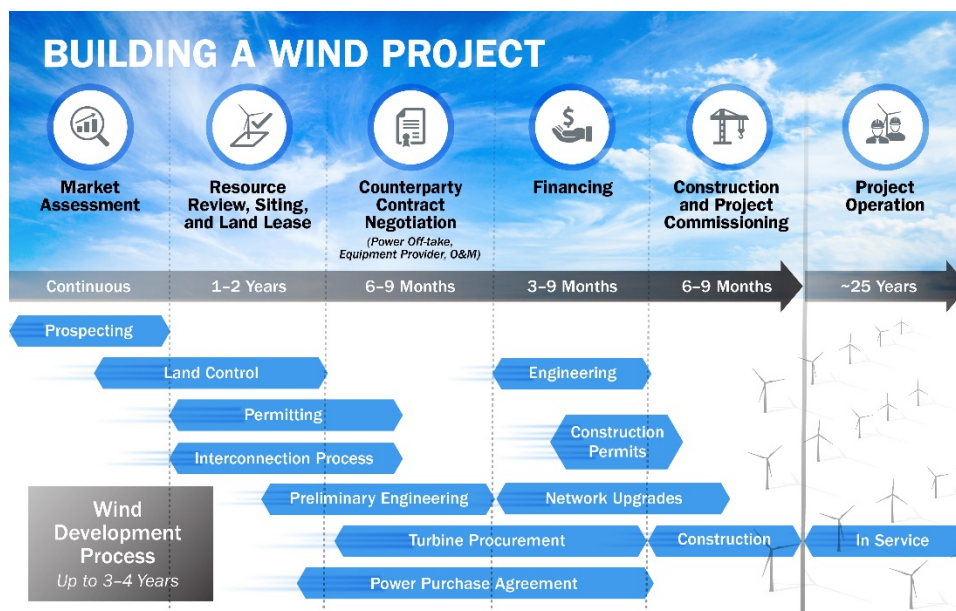 BUILDING A WIND PROJECT
Market
Assessment
Resource
Review, Siting,
and Land Lease
Counterparty
Contract
Negotiation
(Power Off-take,
Equipment Provider, O&M)
Financing
Construction
and Project
Commissioning
Project
Operation
Continuous
1–2 Years
6–9 Months
3–9 Months
6–9 Months
~25 Years
Prospecting
Land Control
Engineering
Permitting
Construction
Permits
Interconnection Process
Preliminary Engineering
Network Upgrades
Wind
Development
Process
Up to 3–4 Years
Turbine Procurement
Construction
In Service
Power Purchase Agreement